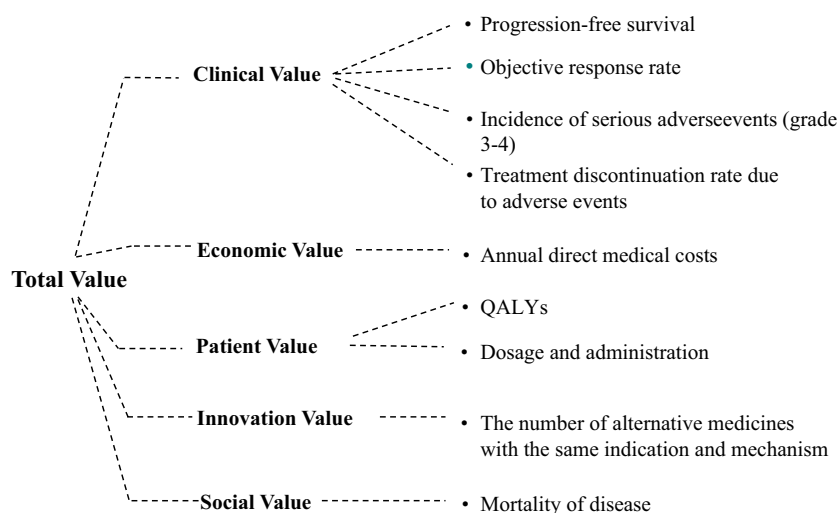 • Progression-free survival
Clinical Value
• Objective response rate
• Incidence of serious adverseevents (grade
3-4)
• Treatment discontinuation rate due
to adverse events
Economic Value
• Annual direct medical costs
Total Value
• QALYs
Patient Value
• Dosage and administration
Innovation Value
• The number of alternative medicines
with the same indication and mechanism
Social Value
• Mortality of disease